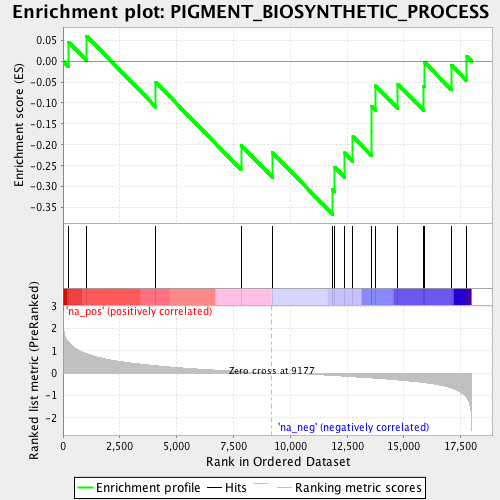 Enrichment plot: PIGMENT_BIOSYNTHETIC_PROCESS
Enrichment score (ES)
0.05
0.00
-0.05
-0.10
-0.15
-0.20
-0.25
-0.30
-0.35
'na_pos' (positively correlated)
Ranked list metric (PreRanked)
3
2
1
0
-1
-2
Zero cross at 9177
'na_neg' (negatively correlated)
0 2,500 5,000 7,500 10,000 12,500 15,000 17,500
Rank in Ordered Dataset
Enrichment profile Hits Ranking metric scores